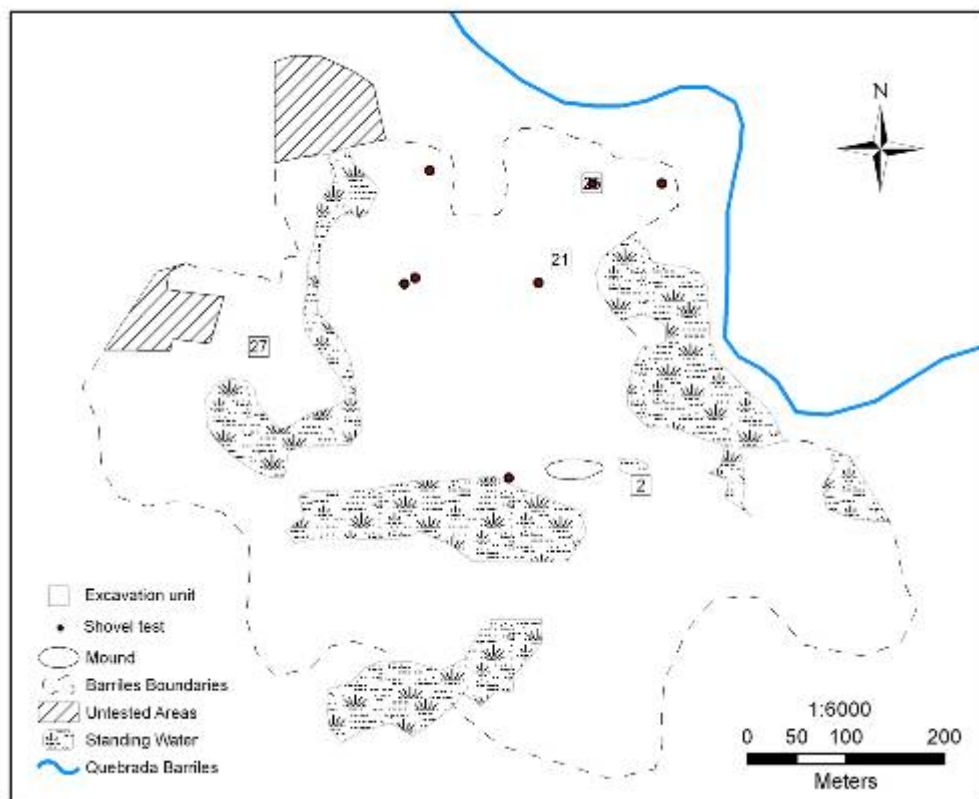 N
21
27
2
Excavation unit
Shovel test
Mound
Barriles Boundaries
Untested Areas
Standing Water
Quebrada Barriles
1:6000
0 50 100 200
Meters